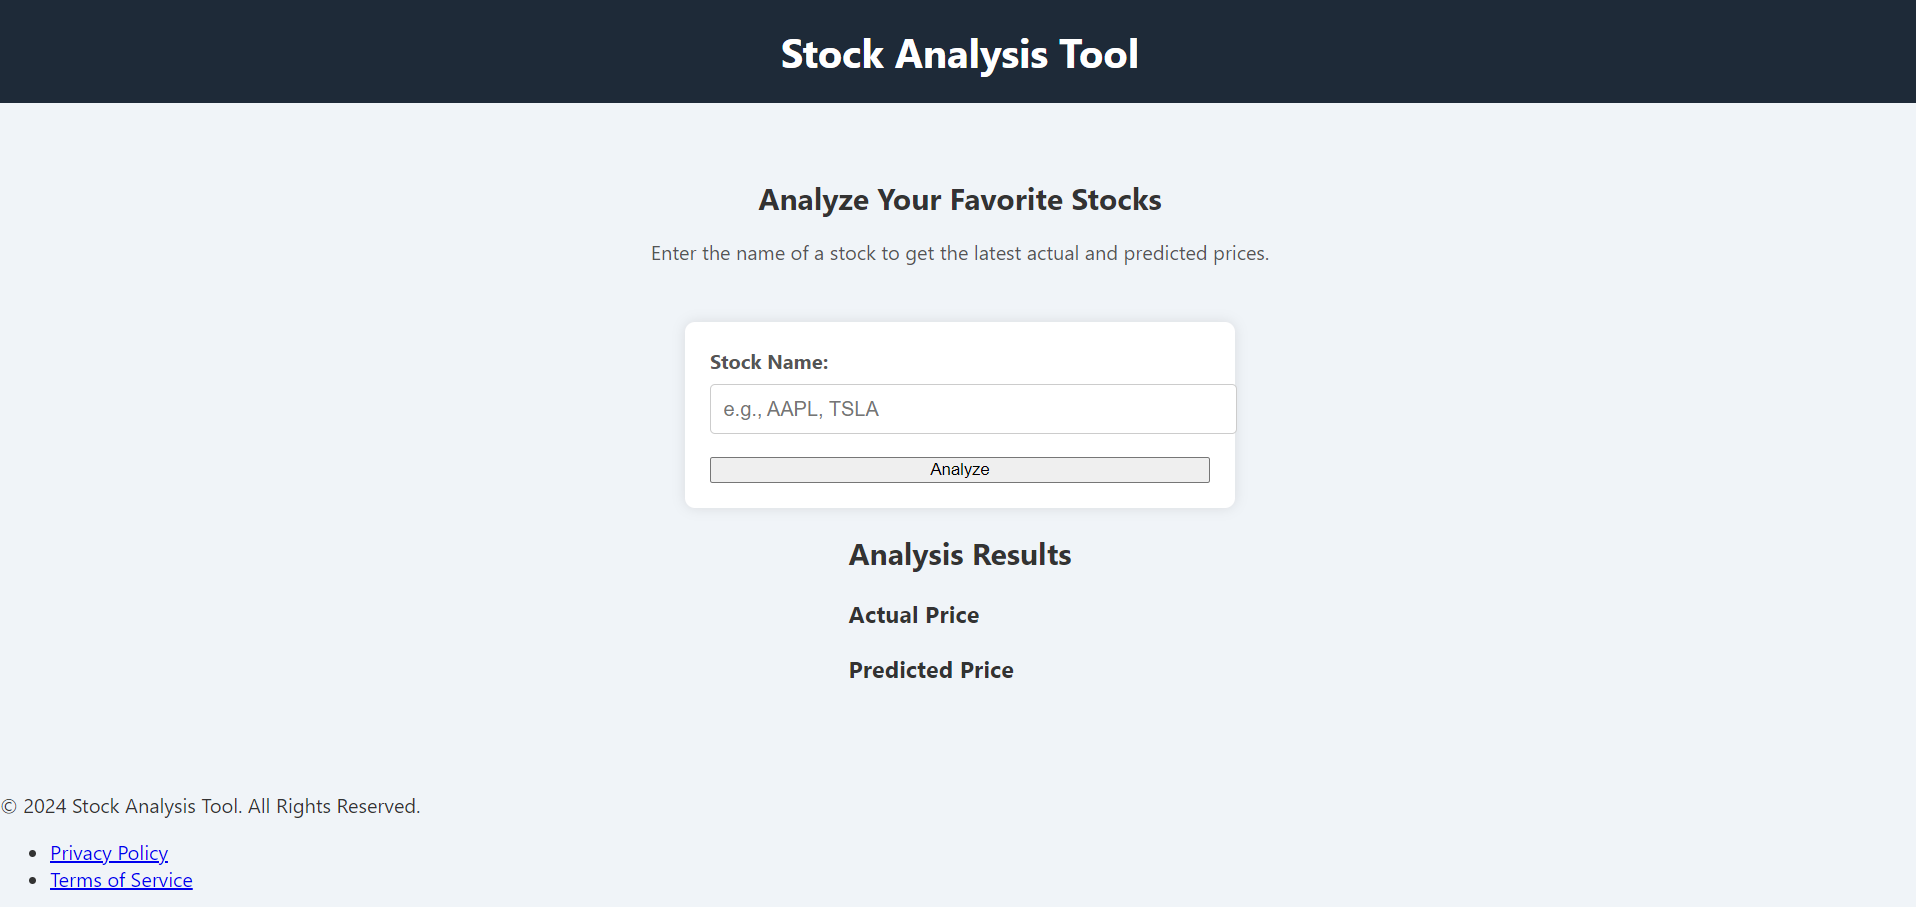 Stock Analysis Tool
Analyze Your Favorite Stocks
Enter the name of a stock to get the latest actual and predicted prices.
Stock Name:
e.g., AAPL, TSLA
Analyze
Analysis Results
Actual Price
Predicted Price
© 2024 Stock Analysis Tool. All Rights Reserved.
Privacy Policy
Terms of Service